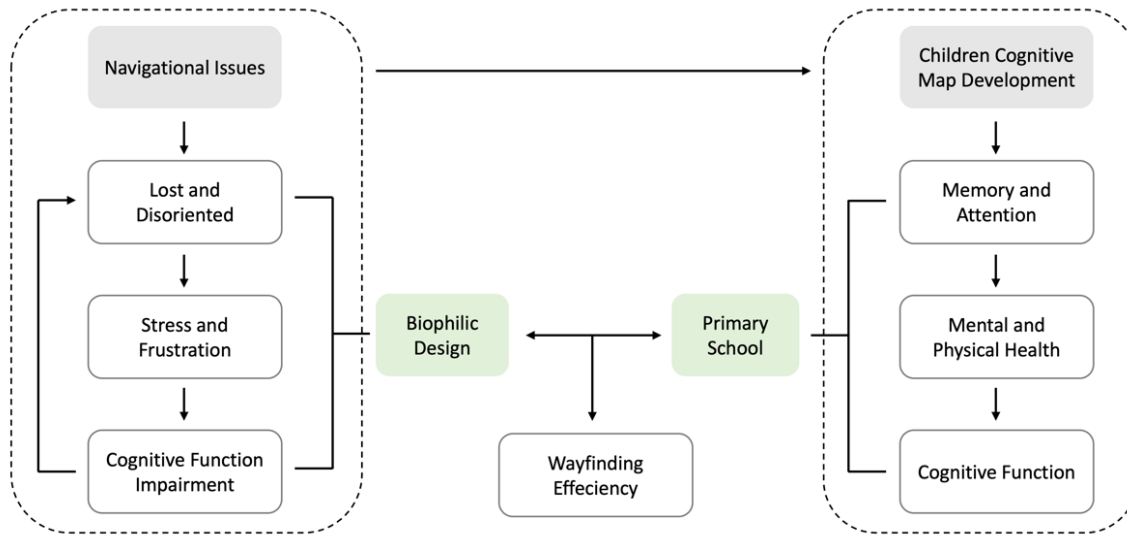 Navigational Issues
Children Cognitive
Map Development
Lost and
Disoriented
Memory and
Attention
Stress and
Frustration
Biophilic
Design
Primary
School
Mental and
Physical Health
Cognitive Function
Impairment
Wayfinding
Effeciency
Cognitive Function